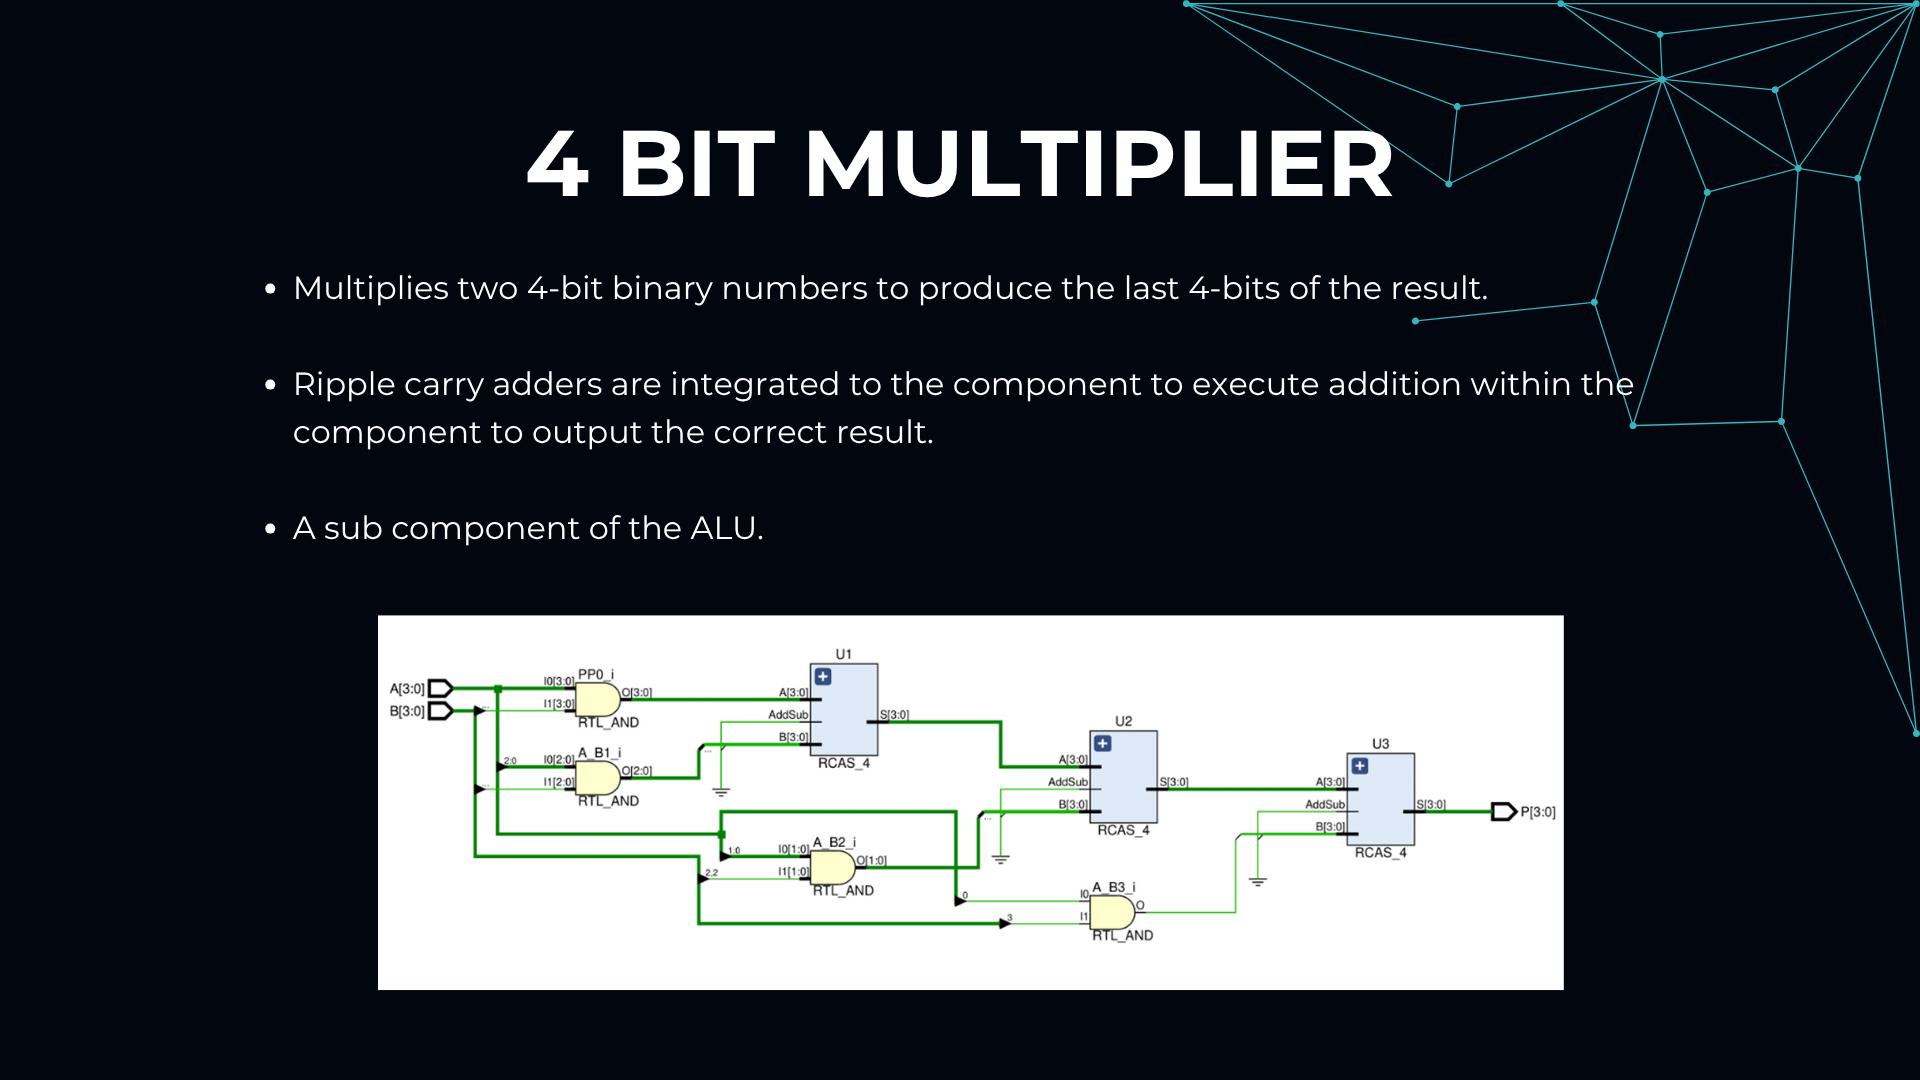 4 BIT MULTIPLIER
• Multiplies two 4-bit binary numbers to produce the last 4-bits of the result.
• Ripple carry adders are integrated to the component to execute addition within the
component to output the correct result.
• A sub component of the ALU.
U1
PP0_i
A[3:0]
I0[3:0]
O[3:0]
A[3:0]
B[3:0]
I1[3:0]
AddSub
S[3:0]
RTL_AND
B[3:0]
RCAS_4
A_B1_i
2:0
I0[2:0]
O[2:0]
I1[2:0]
RTL_AND
U2
A[3:0]
AddSub
S[3:0]
B[3:0]
RCAS_4
U3
A[3:0]
AddSub
S[3:0]
P[3:0]
B[3:0]
RCAS_4
A_B2_i
1:0
I0[1:0]
O[1:0]
2,2
I1[1:0]
RTL_AND
A_B3_i
0
I0
O
3
I1
RTL_AND